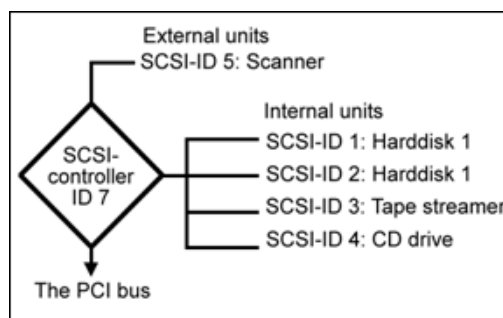 External units
SCSI-ID 5: Scanner
Internal units
SCSI-ID 1: Harddisk 1
SCSI-ID 2: Harddisk 1
SCSI-ID 3: Tape streamer
SCSI-ID 4: CD drive
SCSI-
controller
ID 7
The PCI bus